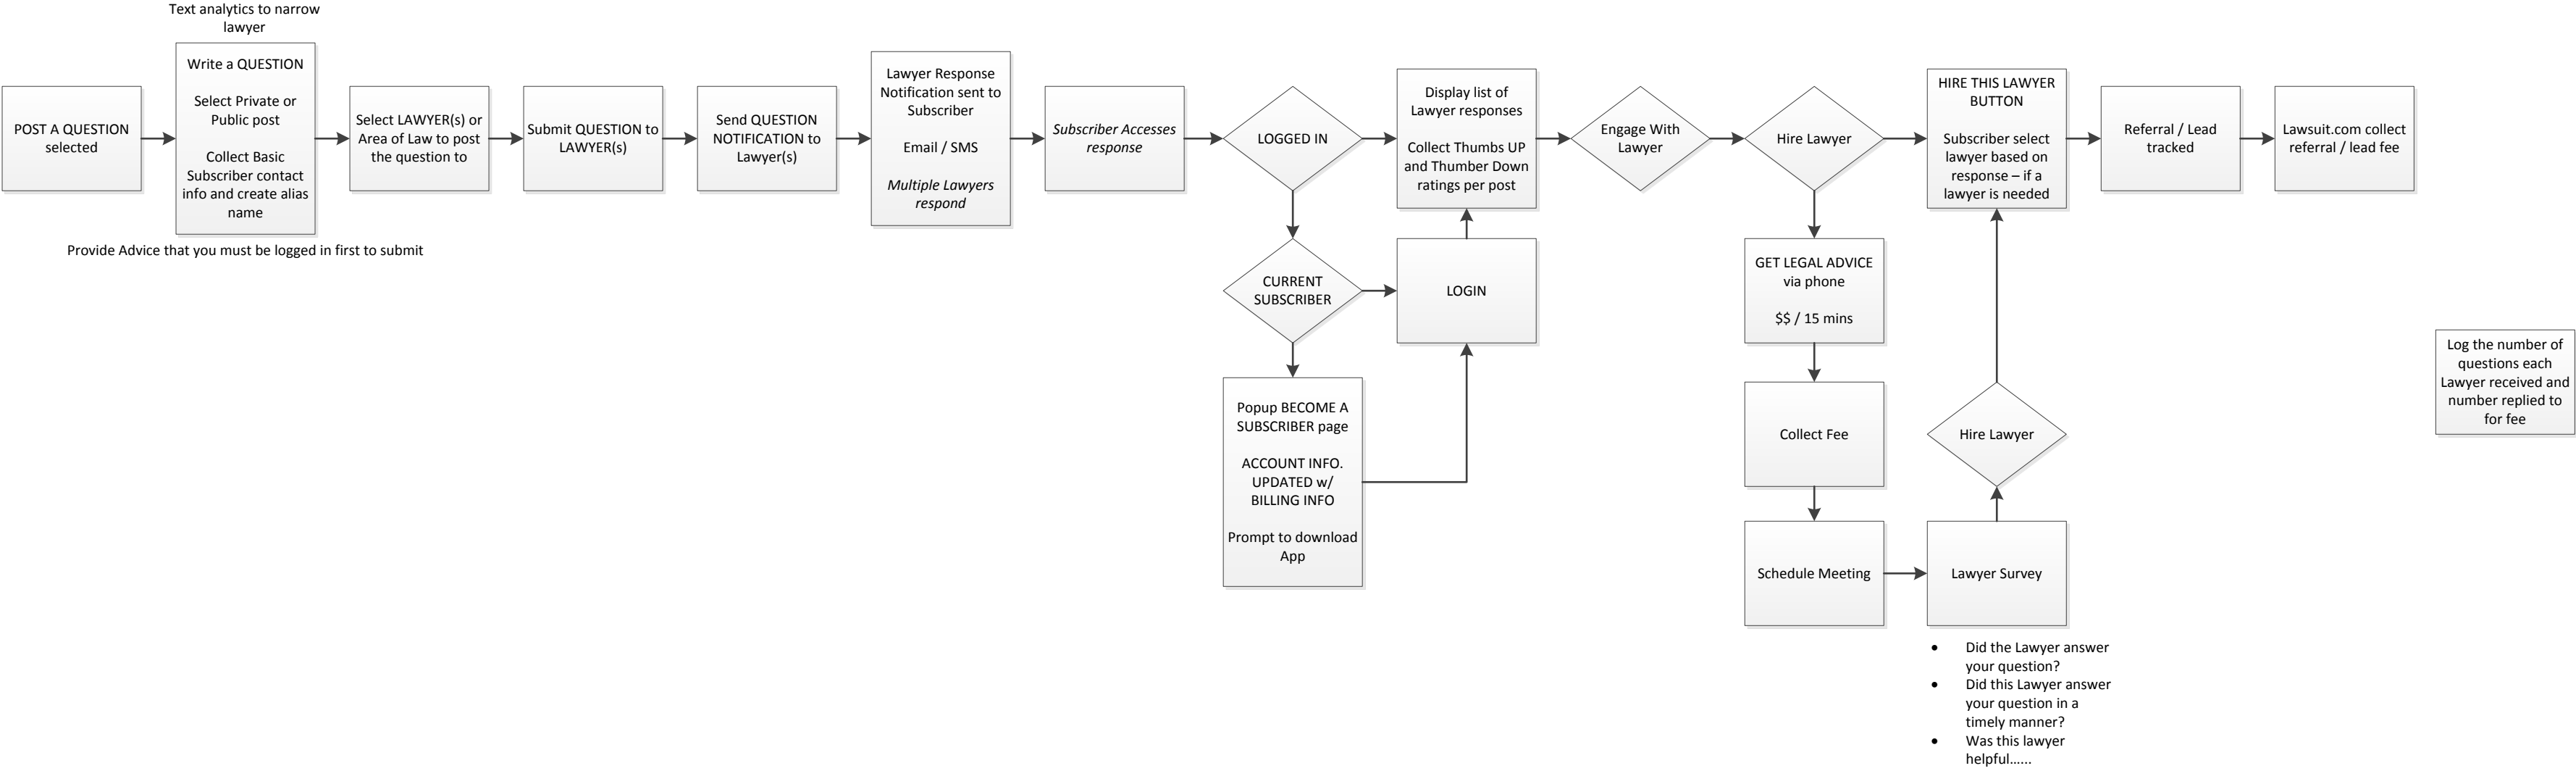 Text analytics to narrow
lawyer
POST A QUESTION
selected
Write a QUESTION
Select Private or
Public post
Collect Basic
Subscriber contact
info and create alias
name
Provide Advice that you must be logged in first to submit
Select LAWYER(s) or
Area of Law to post
the question to
Submit QUESTION to
LAWYER(s)
Send QUESTION
NOTIFICATION to
Lawyer(s)
Lawyer Response
Notification sent to
Subscriber
Email / SMS
Multiple Lawyers
respond
Subscriber Accesses
response
LOGGED IN
CURRENT
SUBSCRIBER
Popup BECOME A
SUBSCRIBER page
ACCOUNT INFO.
UPDATED w/
BILLING INFO
Prompt to download
App
Display list of
Lawyer responses
Collect Thumbs UP
and Thumber Down
ratings per post
LOGIN
Engage With
Lawyer
Hire Lawyer
GET LEGAL ADVICE
via phone
$$ / 15 mins
Collect Fee
Schedule Meeting
HIRE THIS LAWYER
BUTTON
Subscriber select
lawyer based on
response – if a
lawyer is needed
Hire Lawyer
Lawyer Survey
• Did the Lawyer answer
your question?
• Did this Lawyer answer
your question in a
timely manner?
• Was this lawyer
helpful......
Referral / Lead
tracked
Lawsuit.com collect
referral / lead fee
Log the number of
questions each
Lawyer received and
number replied to
for fee